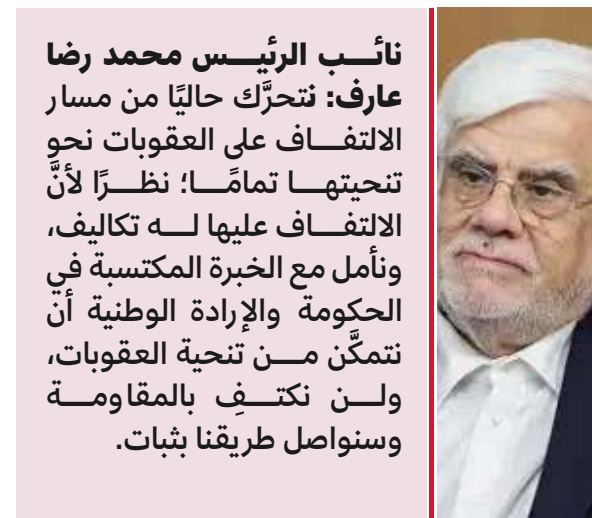 نائب الرئيس محمد رضا
عارف: نتحرَّك حاليًا من مسار
الالتفاف على العقوبات نحو
تنحيتها تمامًا؛ نظرًا لأنَّ
الالتفاف عليها له تكاليف،
ونأمل مع الخبرة المكتسبة في
الحكومة والإرادة الوطنية أن
نتمكَّن من تنحية العقوبات،
ولن نكتفِ بالمقاومة
وسنواصل طريقنا بثبات.